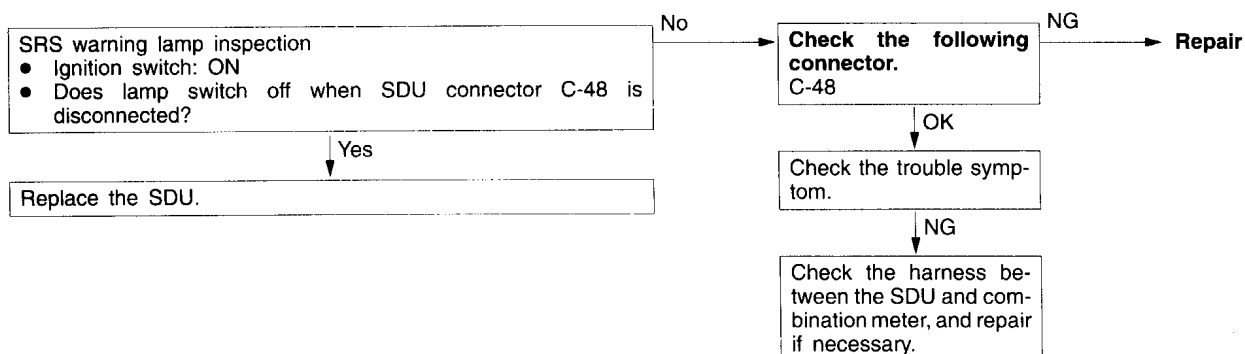 SRS warning lamp inspection
● Ignition switch: ON
● Does lamp switch off when SDU connector C-48 is
disconnected?
Yes
Replace the SDU.
No
Check the following
connector.
C-48
NG
Repair
OK
Check the trouble symp-
tom.
NG
Check the harness be-
tween the SDU and com-
bination meter, and repair
if necessary.